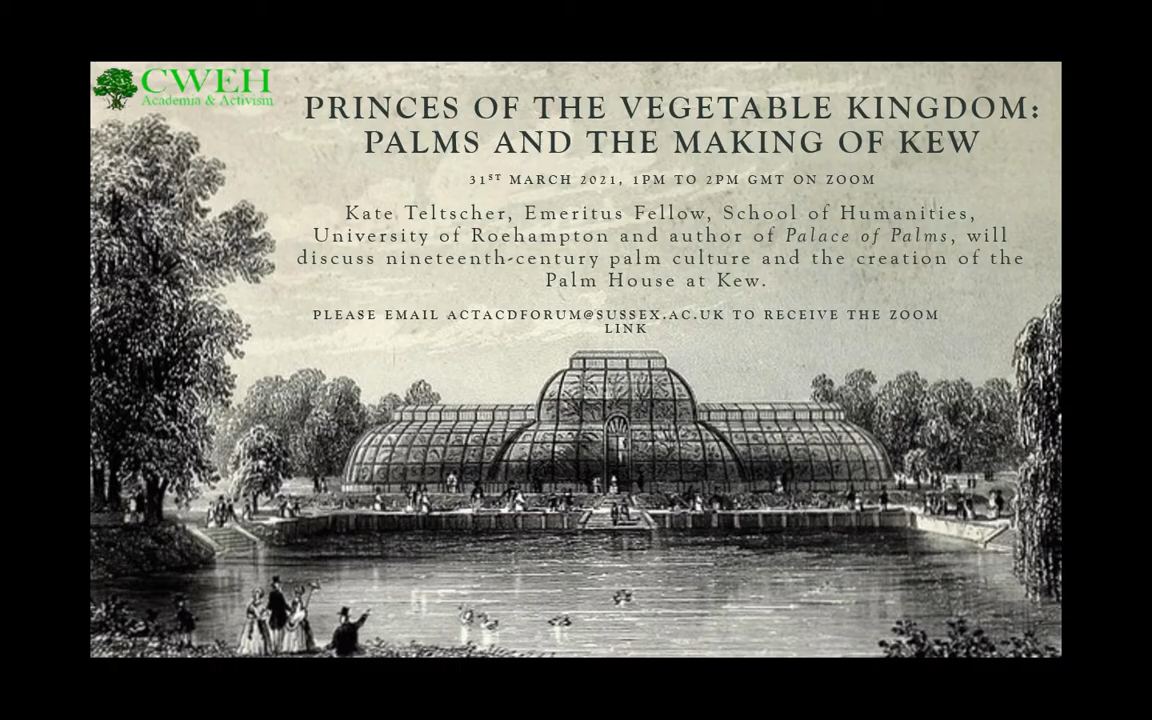 CWEH
Academia & Activism
PRINCES OF THE VEGETABLE KINGDOM:
PALMS AND THE MAKING OF KEW
31ST MARCH 2021, 1PM TO 2PM GMT ON ZOOM
Kate Teltscher, Emeritus Fellow, School of Humanities,
University of Roehampton and author of Palace of Palms, will
discuss nineteenth-century palm culture and the creation of the
Palm House at Kew.
PLEASE EMAIL ACTACDFORUM@SUSSEX.AC.UK TO RECEIVE THE ZOOM
LINK